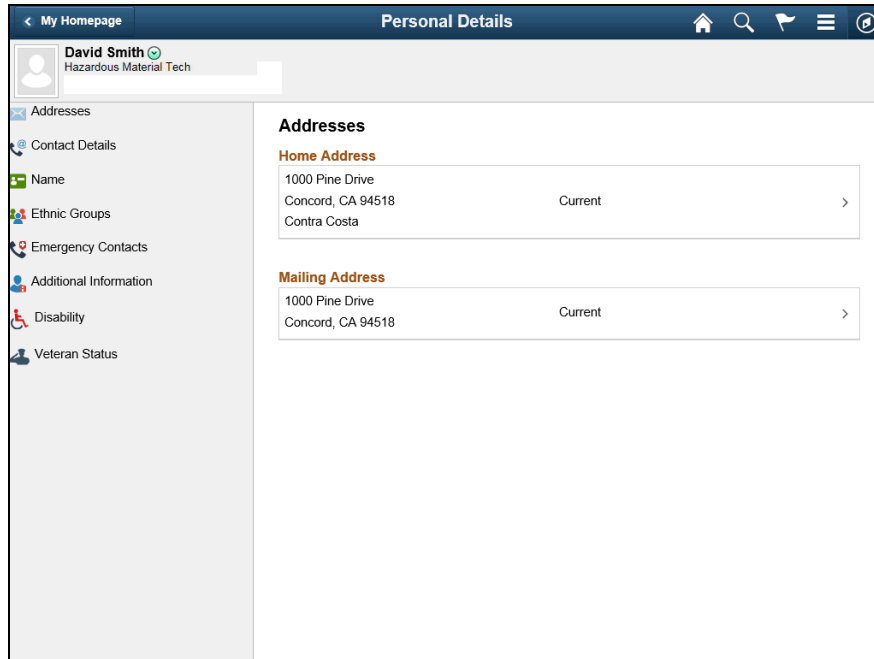 My Homepage
Personal Details
David Smith
Hazardous Material Tech
Addresses
Contact Details
Name
Ethnic Groups
Emergency Contacts
Additional Information
Disability
Veteran Status
Addresses
Home Address
1000 Pine Drive
Concord, CA 94518
Current
Contra Costa
Mailing Address
1000 Pine Drive
Current
Concord, CA 94518